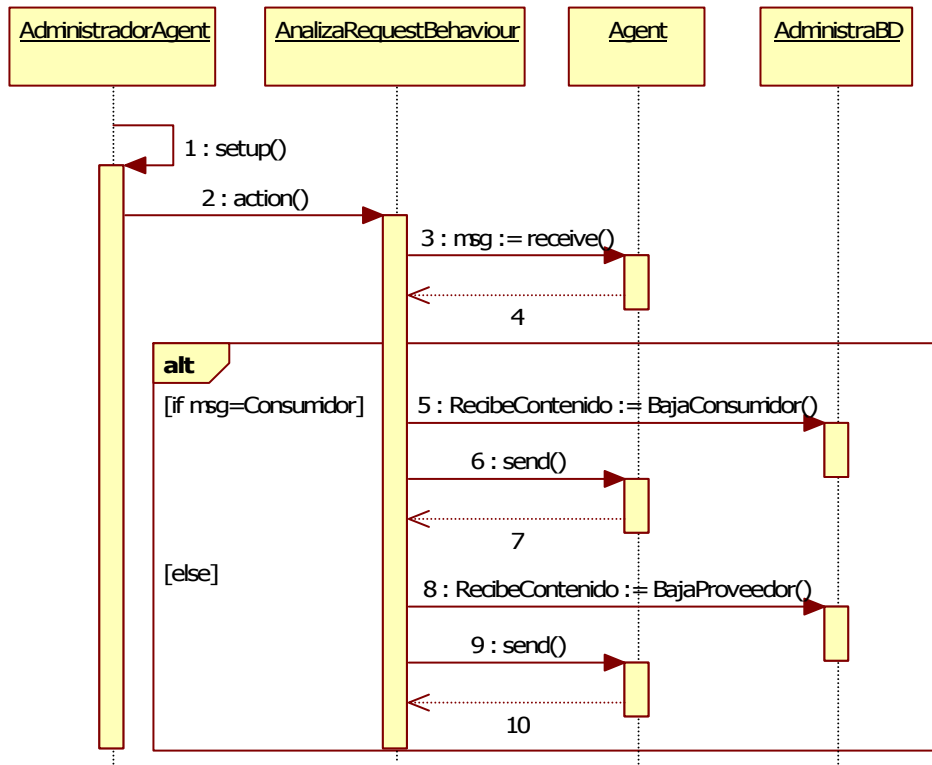 AdministradorAgent
AnalizaRequestBehaviour
Agent
AdministraBD
1 : setup()
2 : action()
3 : msg := receive()
4
alt
[if msg=Consumidor]
5 : RecibeContenido := BajaConsumidor()
6 : send()
7
[else]
8 : RecibeContenido := BajaProveedor()
9 : send()
10